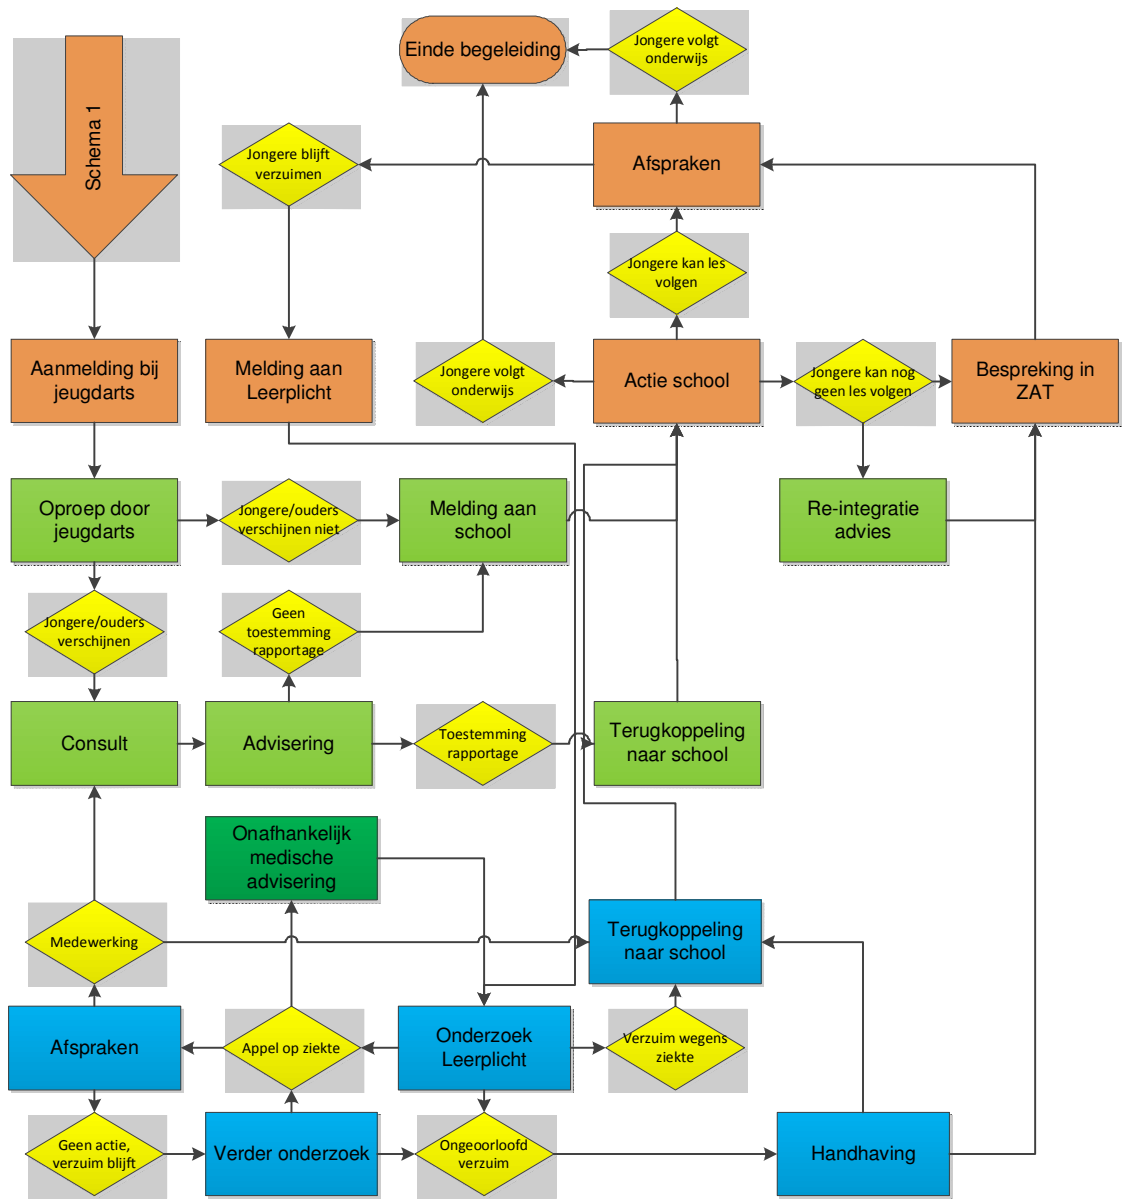 Schema 1
Einde begeleiding
Jongere volgt
onderwijs
Jongere blijft
verzuimen
Afspraken
Jongere kan les
volgen
Aanmelding bij
jeugdarts
Melding aan
Leerplicht
Jongere volgt
onderwijs
Actie school
Jongere kan nog
geen les volgen
Bespreking in
ZAT
Oproep door
jeugdarts
Jongere/ouders
verschijnen niet
Melding aan
school
Re-integratie
advies
Jongere/ouders
verschijnen
Geen
toestemming
rapportage
Consult
Advisering
Toestemming
rapportage
Terugkoppeling
naar school
Onafhankelijk
medische
advisering
Medewerking
Terugkoppeling
naar school
Afspraken
Appel op ziekte
Onderzoek
Leerplicht
Verzuim wegens
ziekte
Geen actie,
verzuim blijft
Verder onderzoek
Ongeoorloofd
verzuim
Handhaving